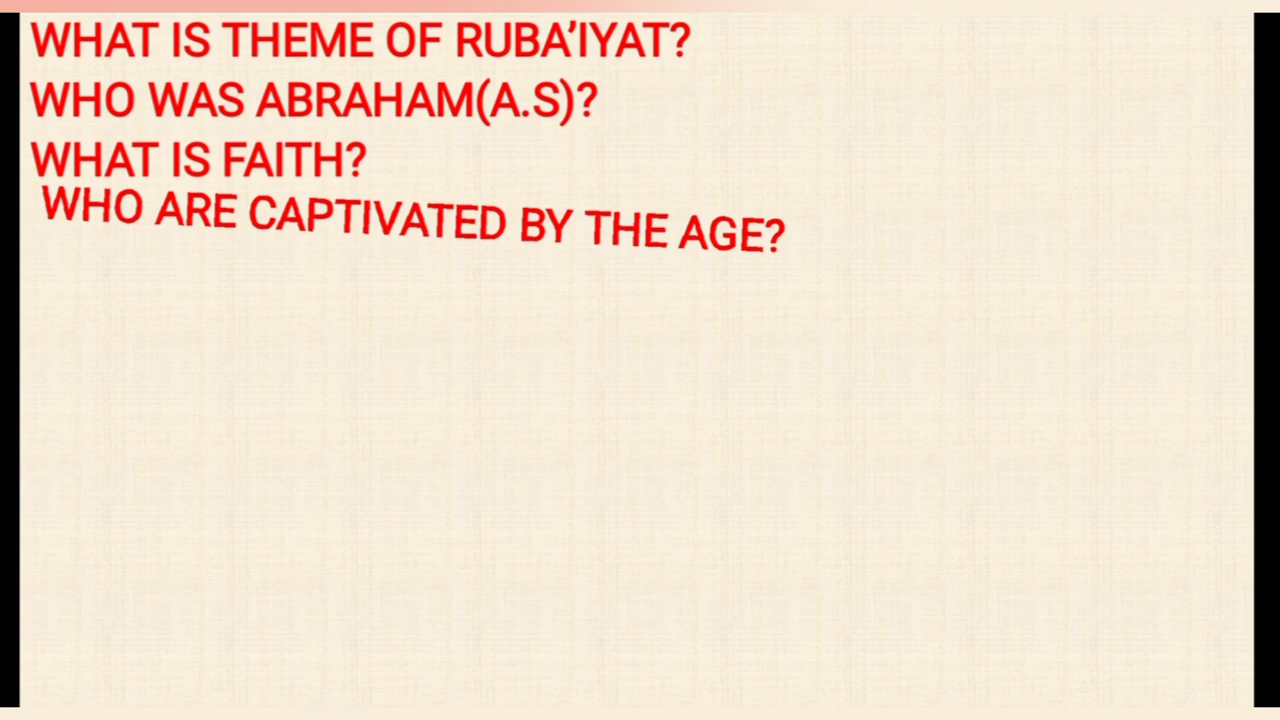 WHAT IS THEME OF RUBA’IYAT?
WHO WAS ABRAHAM(A.S)?
WHAT IS FAITH?
WHO ARE CAPTIVATED BY THE AGE?